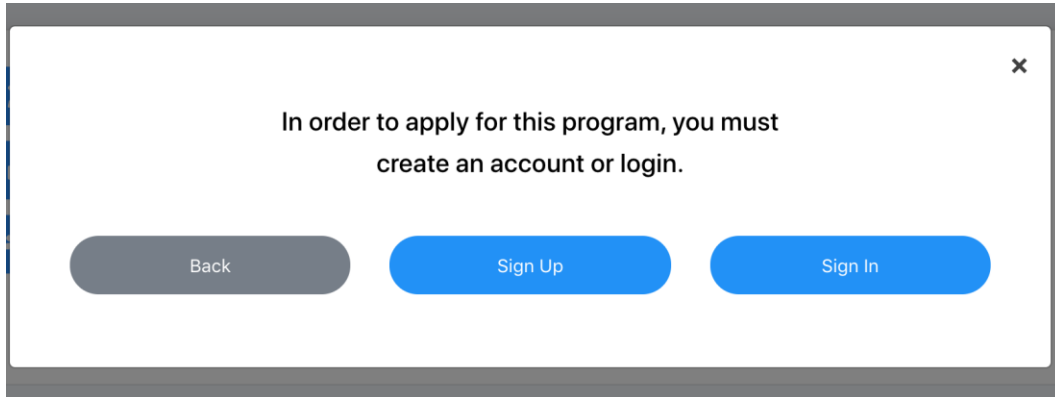 In order to apply for this program, you must
create an account or login.
Back
Sign Up
Sign In